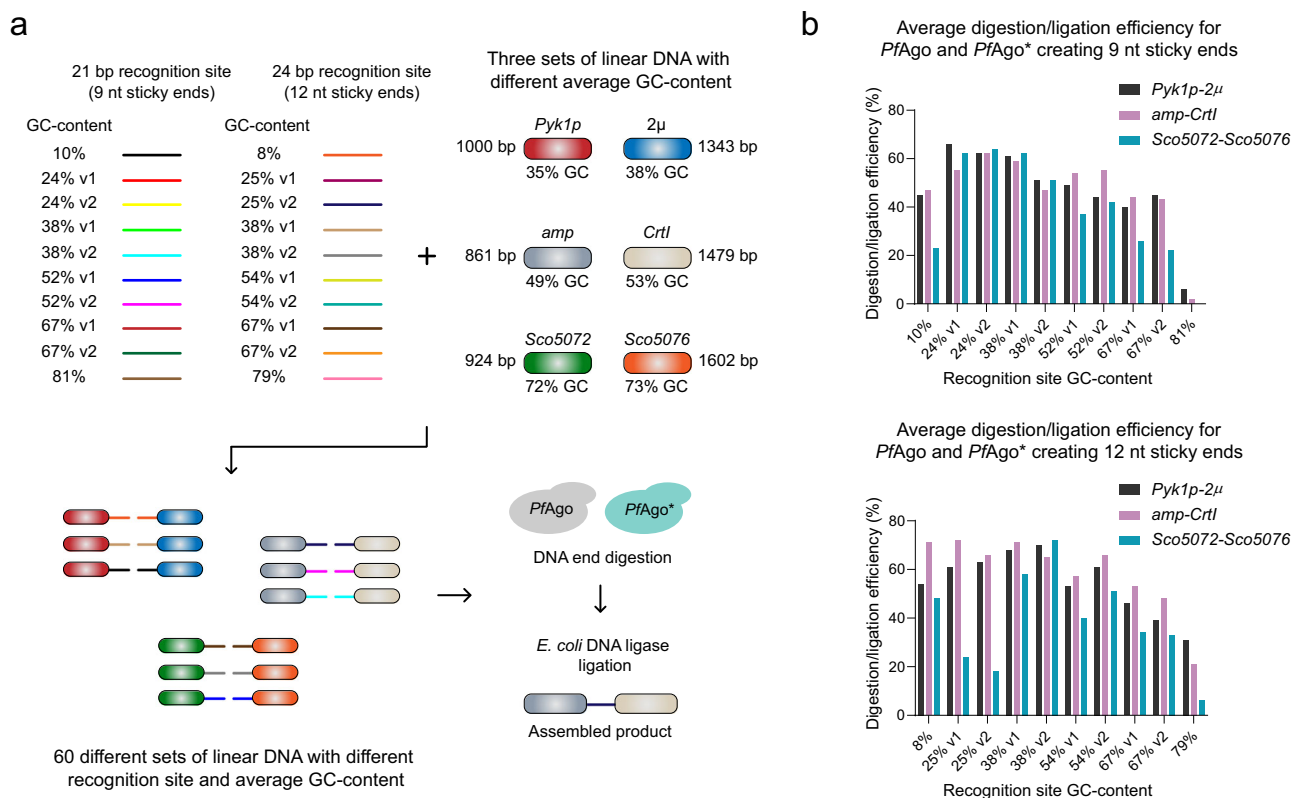 a
21 bp recognition site
(9 nt sticky ends)
24 bp recognition site
(12 nt sticky ends)
Three sets of linear DNA with
different average GC-content
GC-content
10%
24% v1
24% v2
38% v1
38% v2
52% v1
52% v2
67% v1
67% v2
81%
GC-content
8%
25% v1
25% v2
38% v1
38% v2
54% v1
54% v2
67% v1
67% v2
79%
+
Pyk1p
2µ
1000 bp
1343 bp
35% GC
38% GC
amp
CrtI
861 bp
1479 bp
49% GC
53% GC
Sco5072
Sco5076
924 bp
1602 bp
72% GC
73% GC
PfAgo
PfAgo*
DNA end digestion
E. coli DNA ligase
ligation
Assembled product
60 different sets of linear DNA with different
recognition site and average GC-content
b
Average digestion/ligation efficiency for
PfAgo and PfAgo* creating 9 nt sticky ends
Pyk1p-2µ
amp-CrtI
Sco5072-Sco5076
Digestion/ligation efficiency (%)
80
60
40
20
0
10%
24% v1
24% v2
38% v1
38% v2
52% v1
52% v2
67% v1
67% v2
81%
Recognition site GC-content
Average digestion/ligation efficiency for
PfAgo and PfAgo* creating 12 nt sticky ends
Pyk1p-2µ
amp-CrtI
Sco5072-Sco5076
Digestion/ligation efficiency (%)
80
60
40
20
0
8%
25% v1
25% v2
38% v1
38% v2
54% v1
54% v2
67% v1
67% v2
79%
Recognition site GC-content